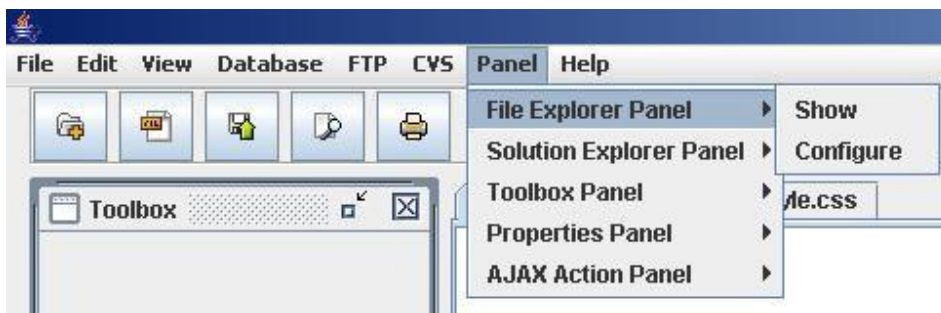 File Edit View Database FTP CVS Panel Help
File Explorer Panel
Show
Solution Explorer Panel
Configure
Toolbox Panel
Properties Panel
AJAX Action Panel
Toolbox
yle.css